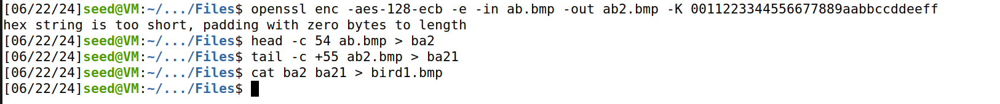 [06/22/24]seed@VM:~/.../Files$ openssl enc -aes-128-ecb -e -in ab.bmp -out ab2.bmp -K 0011223344556677889aabbccddeeff
hex string is too short, padding with zero bytes to length
[06/22/24]seed@VM:~/.../Files$ head -c 54 ab.bmp > ba2
[06/22/24]seed@VM:~/.../Files$ tail -c +55 ab2.bmp > ba21
[06/22/24]seed@VM:~/.../Files$ cat ba2 ba21 > bird1.bmp
[06/22/24]seed@VM:~/.../Files$